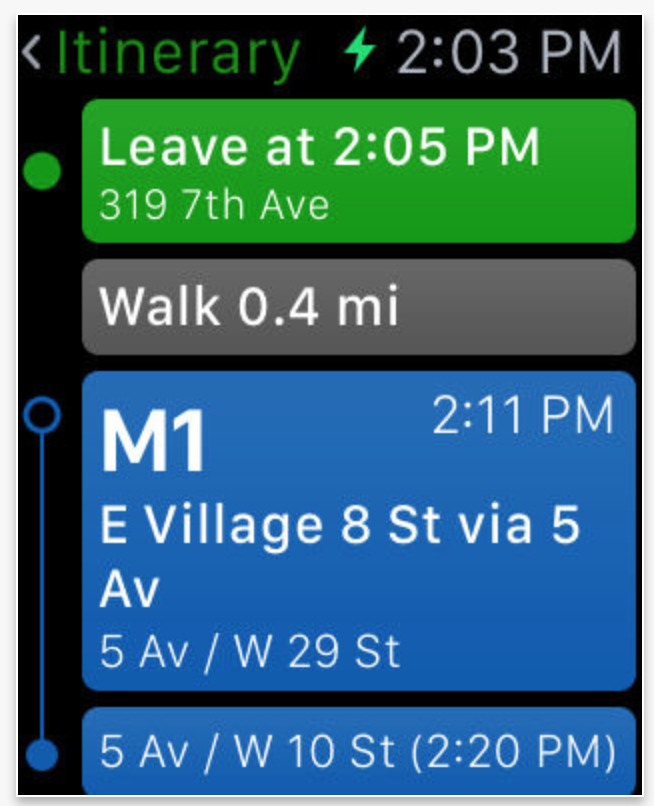 Itinerary 2:03 PM
Leave at 2:05 PM
319 7th Ave
Walk 0.4 mi
M1 2:11 PM
E Village 8 St via 5
Av
5 Av / W 29 St
5 Av / W 10 St (2:20 PM)